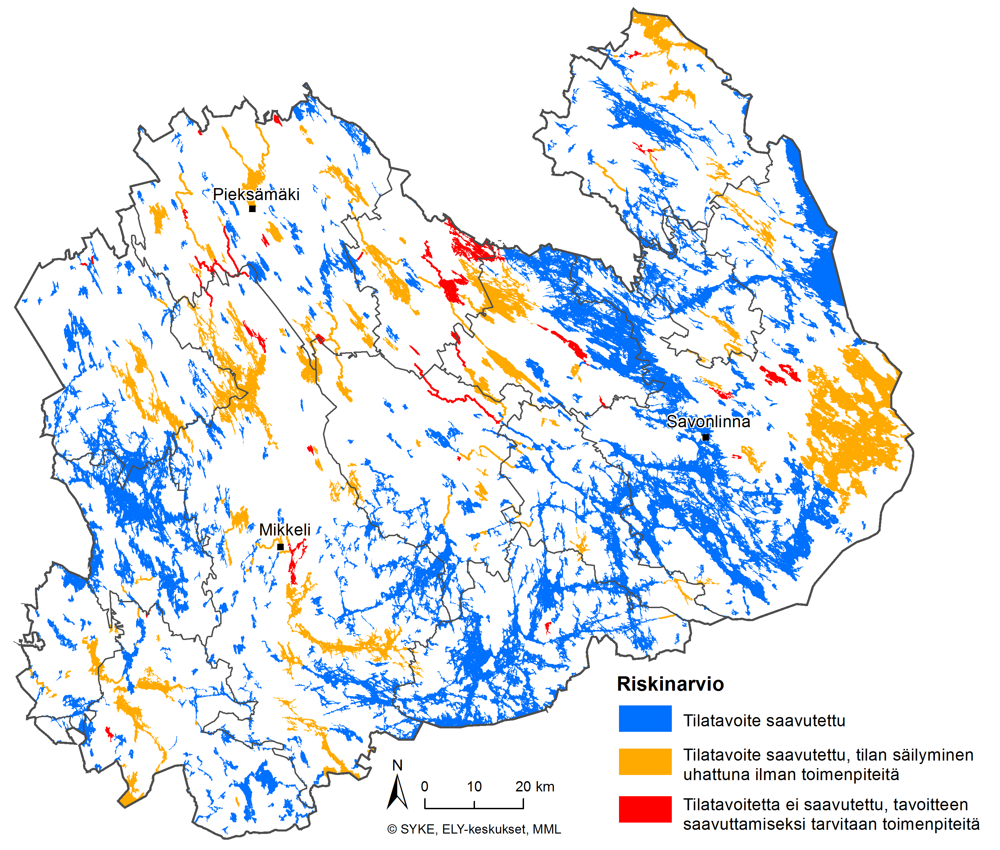 Pieksämäki
Savonlinna
Mikkeli
Riskinarvio
Tilatavoite saavutettu
Tilatavoite saavutettu, tilan säilyminen
uhattuna ilman toimenpiteitä
Tilatavoitetta ei saavutettu, tavoitteen
saavuttamiseksi tarvitaan toimenpiteitä
N
0 10 20 km
© SYKE, ELY-keskukset, MML